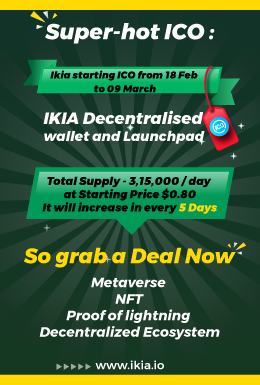 Super-hot ICO :
Ikia starting ICO from 18 Feb
to 09 March
IKIA Decentralised
wallet and Launchpad
Total Supply - 3,15,000 / day
at Starting Price $0.80
It will increase in every 5 Days
So grab a Deal Now
Metaverse
NFT
Proof of lightning
Decentralized Ecosystem
www.ikia.io